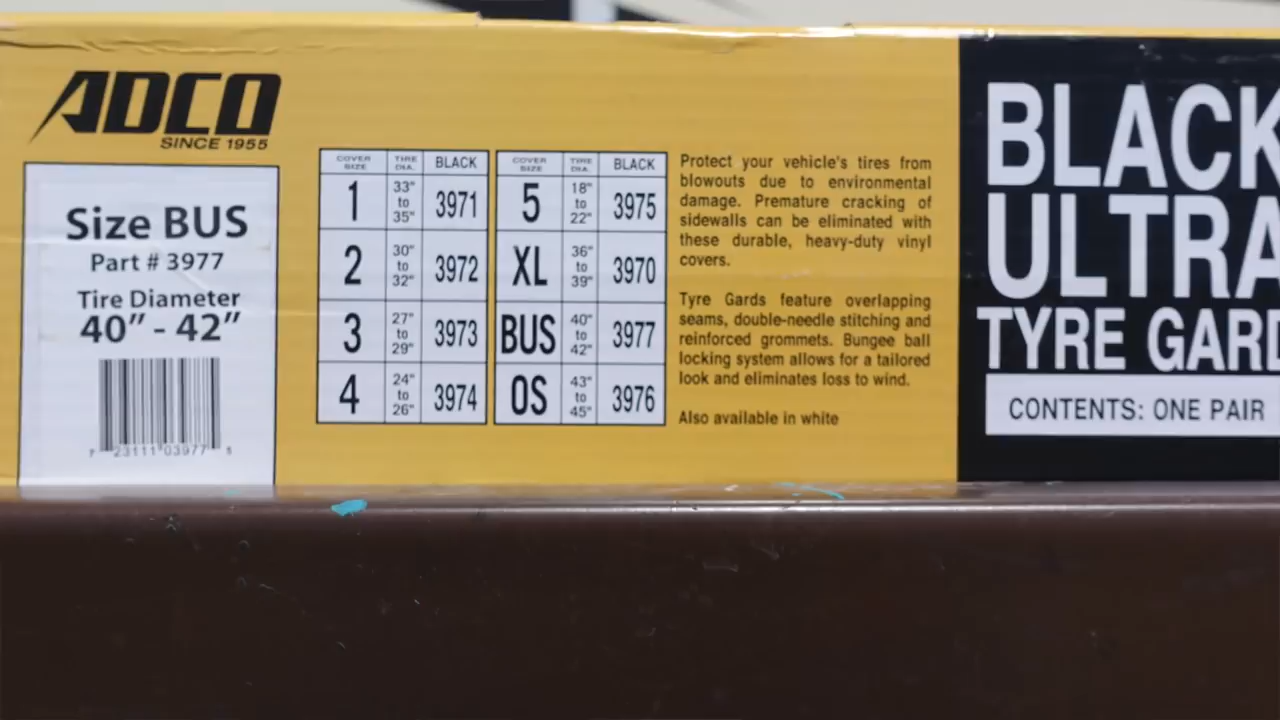 ADCO
SINCE 1955
Size BUS
Part # 3977
Tire Diameter
40” - 42”
7 23111 03977 5
COVER SIZE TIRE DIA. BLACK
1 33" to 35" 3971
2 30" to 32" 3972
3 27" to 29" 3973
4 24" to 26" 3974
COVER SIZE TIRE DIA. BLACK
5 18" to 22" 3975
XL 36" to 39" 3970
BUS 40" to 42" 3977
OS 43" to 45" 3976
Protect your vehicle's tires from
blowouts due to environmental
damage. Premature cracking of
sidewalls can be eliminated with
these durable, heavy-duty vinyl
covers.
Tyre Gards feature overlapping
seams, double-needle stitching and
reinforced grommets. Bungee ball
locking system allows for a tailored
look and eliminates loss to wind.
Also available in white
BLACK
ULTRA
TYRE GARD
CONTENTS: ONE PAIR